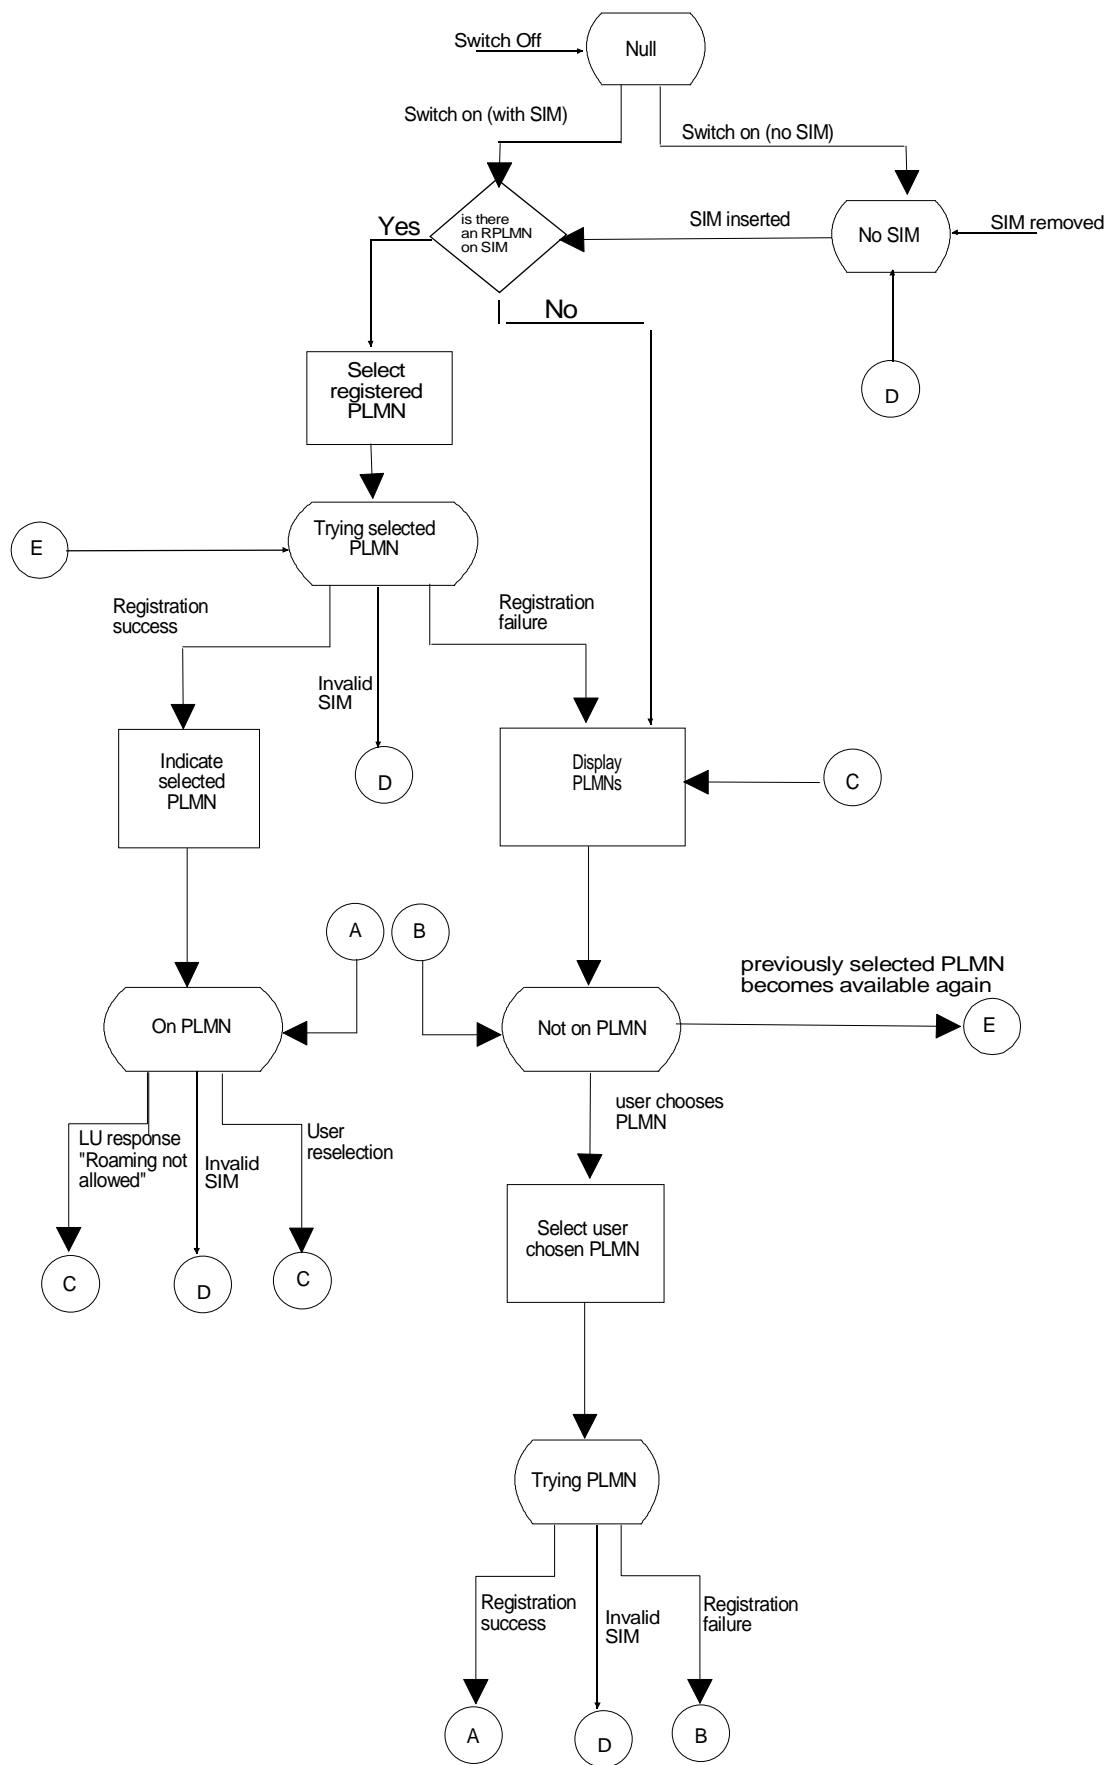 Switch Off
Null
Switch on (with SIM)
Switch on (no SIM)
Yes
is there
an RPLMN
on SIM
SIM inserted
No SIM
SIM removed
No
Select
registered
PLMN
D
Trying selected
PLMN
E
Registration
success
Registration
failure
Invalid
SIM
Indicate
selected
PLMN
D
Display
PLMNs
C
A
B
previously selected PLMN
becomes available again
On PLMN
Not on PLMN
E
user chooses
PLMN
LU response
"Roaming not
allowed"
Invalid
SIM
User
reselection
Select user
chosen PLMN
C
D
C
Trying PLMN
Registration
success
Invalid
SIM
Registration
failure
A
D
B